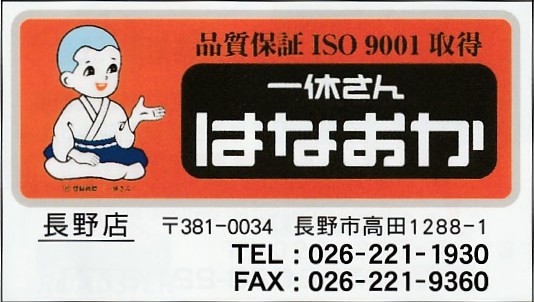 品質保証 ISO 9001 取得
一休さん
はなおか
長野店 〒381-0034 長野市高田1288-1
TEL : 026-221-1930
FAX : 026-221-9360